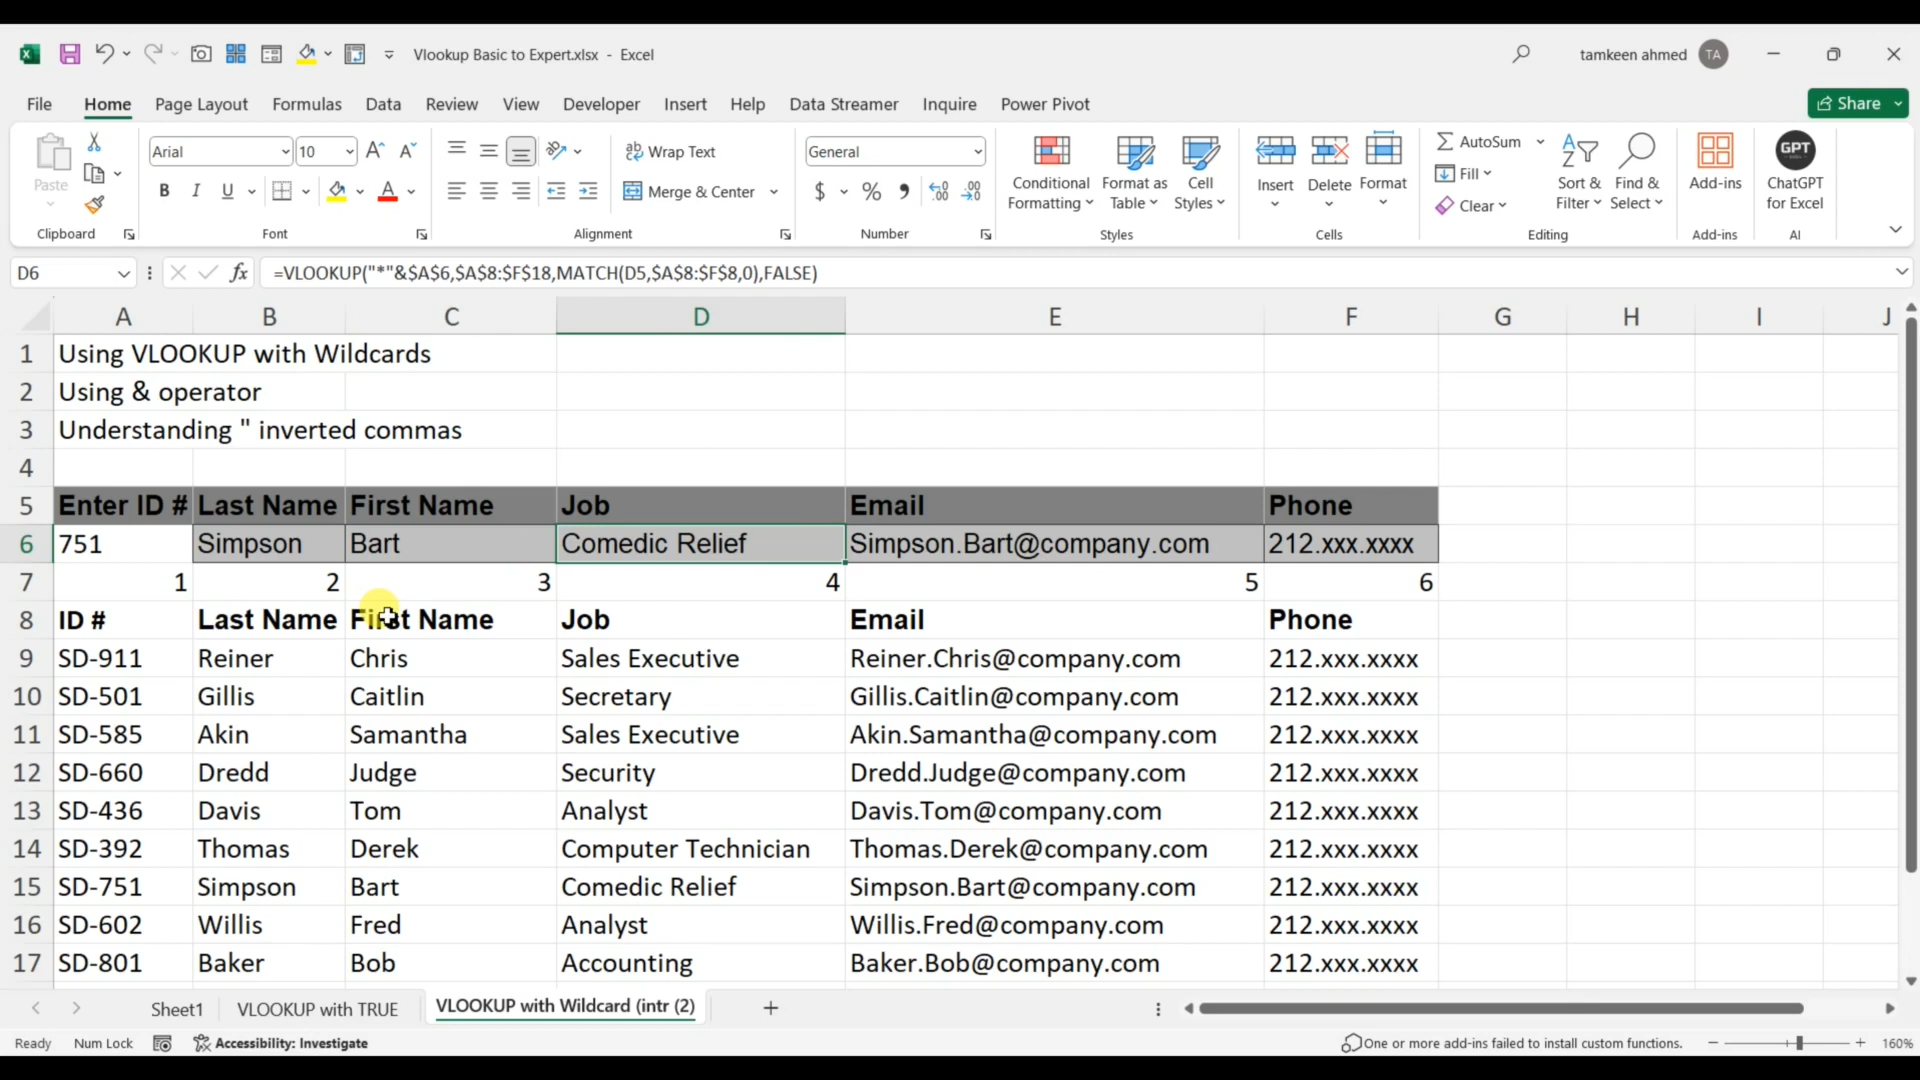 Vlookup Basic to Expert.xlsx - Excel
tamkeen ahmed TA
File Home Page Layout Formulas Data Review View Developer Insert Help Data Streamer Inquire Power Pivot Share
Paste
Clipboard
Arial 10
B I U
Font
Wrap Text
Merge & Center
Alignment
General
$ %
Number
Conditional Formatting
Format as Table
Cell Styles
Styles
Insert
Delete
Format
Cells
AutoSum
Fill
Clear
Sort & Filter
Find & Select
Editing
Add-ins
Add-ins
GPT
ChatGPT for Excel
AI
D6 fx =VLOOKUP("*"&$A$6,$A$8:$F$18,MATCH(D5,$A$8:$F$8,0),FALSE)
A B C D E F G H I J
1 Using VLOOKUP with Wildcards
2 Using & operator
3 Understanding " inverted commas
4
5 Enter ID # Last Name First Name Job Email Phone
6 751 Simpson Bart Comedic Relief Simpson.Bart@company.com 212.xxx.xxxx
7 1 2 3 4 5 6
8 ID # Last Name First Name Job Email Phone
9 SD-911 Reiner Chris Sales Executive Reiner.Chris@company.com 212.xxx.xxxx
10 SD-501 Gillis Caitlin Secretary Gillis.Caitlin@company.com 212.xxx.xxxx
11 SD-585 Akin Samantha Sales Executive Akin.Samantha@company.com 212.xxx.xxxx
12 SD-660 Dredd Judge Security Dredd.Judge@company.com 212.xxx.xxxx
13 SD-436 Davis Tom Analyst Davis.Tom@company.com 212.xxx.xxxx
14 SD-392 Thomas Derek Computer Technician Thomas.Derek@company.com 212.xxx.xxxx
15 SD-751 Simpson Bart Comedic Relief Simpson.Bart@company.com 212.xxx.xxxx
16 SD-602 Willis Fred Analyst Willis.Fred@company.com 212.xxx.xxxx
17 SD-801 Baker Bob Accounting Baker.Bob@company.com 212.xxx.xxxx
Sheet1 VLOOKUP with TRUE VLOOKUP with Wildcard (intr (2)
Ready Num Lock Accessibility: Investigate One or more add-ins failed to install custom functions. 160%